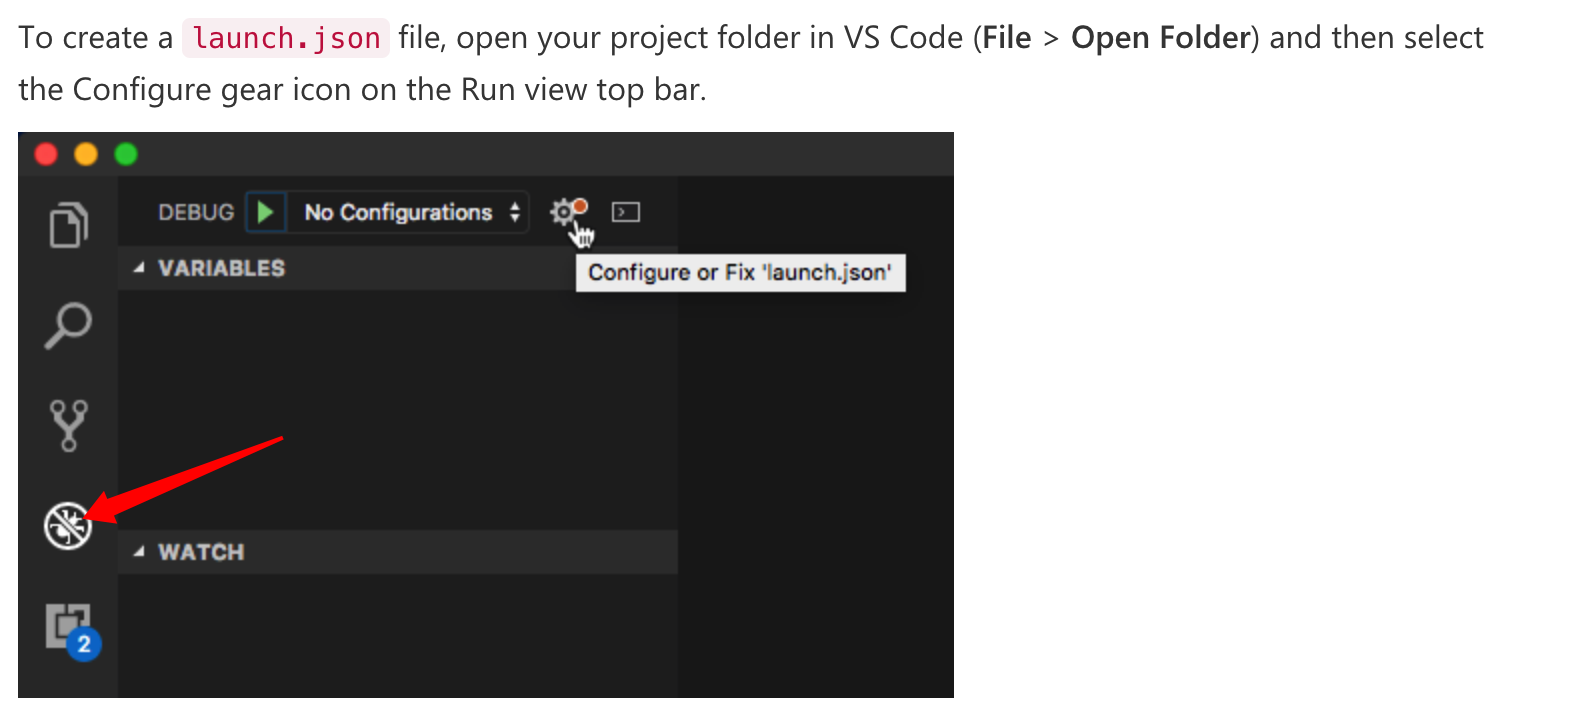 To create a launch.json file, open your project folder in VS Code (File > Open Folder) and then select
the Configure gear icon on the Run view top bar.
DEBUG No Configurations
VARIABLES
Configure or Fix 'launch.json'
WATCH
2